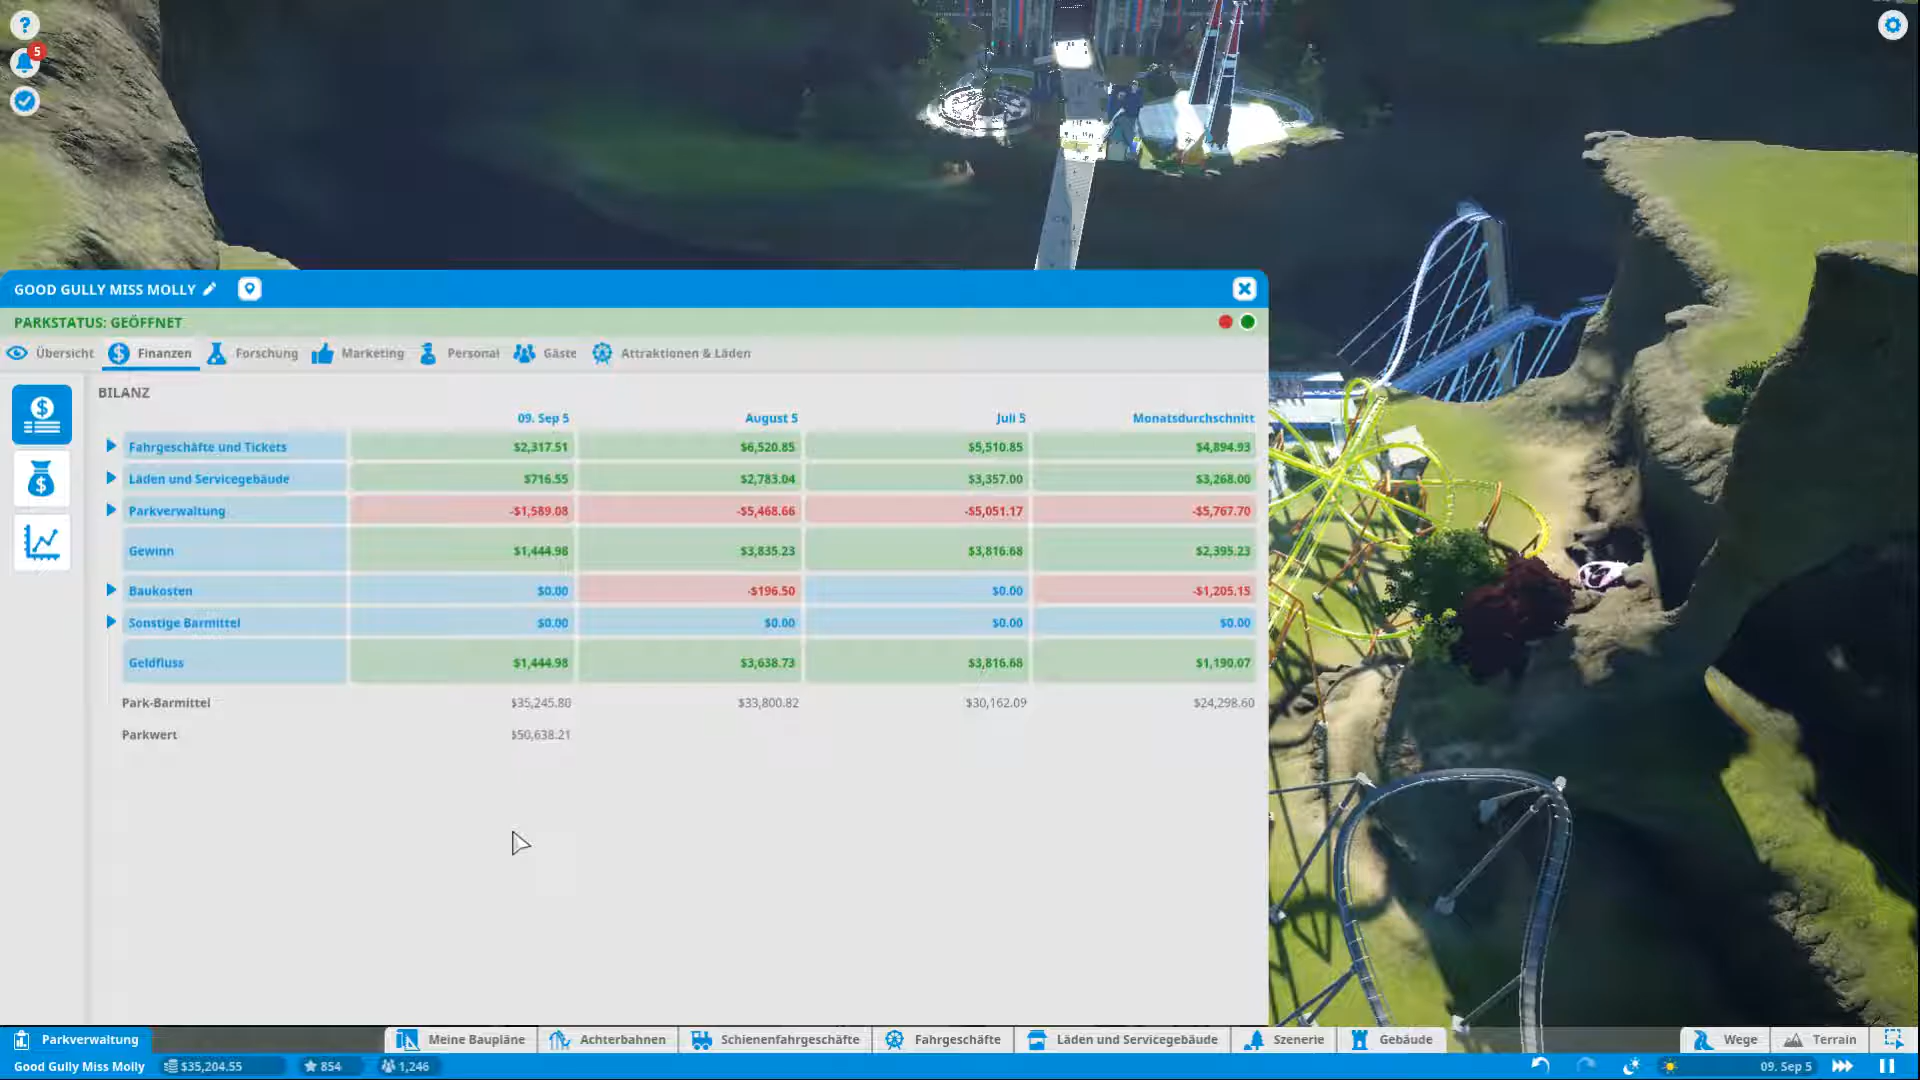 ?
5
GOOD GULLY MISS MOLLY
PARKSTATUS: GEÖFFNET
Übersicht Finanzen Forschung Marketing Personal Gäste Attraktionen & Läden
BILANZ
09. Sep 5 August 5 Juli 5 Monatsdurchschnitt
Fahrgeschäfte und Tickets $2,317.51 $6,520.85 $5,510.85 $4,894.93
Läden und Servicegebäude $716.55 $2,783.04 $3,357.00 $3,268.00
Parkverwaltung -$1,589.08 -$5,468.66 -$5,051.17 -$5,767.70
Gewinn $1,444.98 $3,835.23 $3,816.68 $2,395.23
Baukosten $0.00 -$196.50 $0.00 -$1,205.15
Sonstige Barmittel $0.00 $0.00 $0.00 $0.00
Geldfluss $1,444.98 $3,638.73 $3,816.68 $1,190.07
Park-Barmittel $35,245.80 $33,800.82 $30,162.09 $24,298.60
Parkwert $50,638.21
Parkverwaltung Meine Baupläne Achterbahnen Schienenfahrgeschäfte Fahrgeschäfte Läden und Servicegebäude Szenerie Gebäude Wege Terrain
Good Gully Miss Molly $35,204.55 854 1,246 09. Sep 5